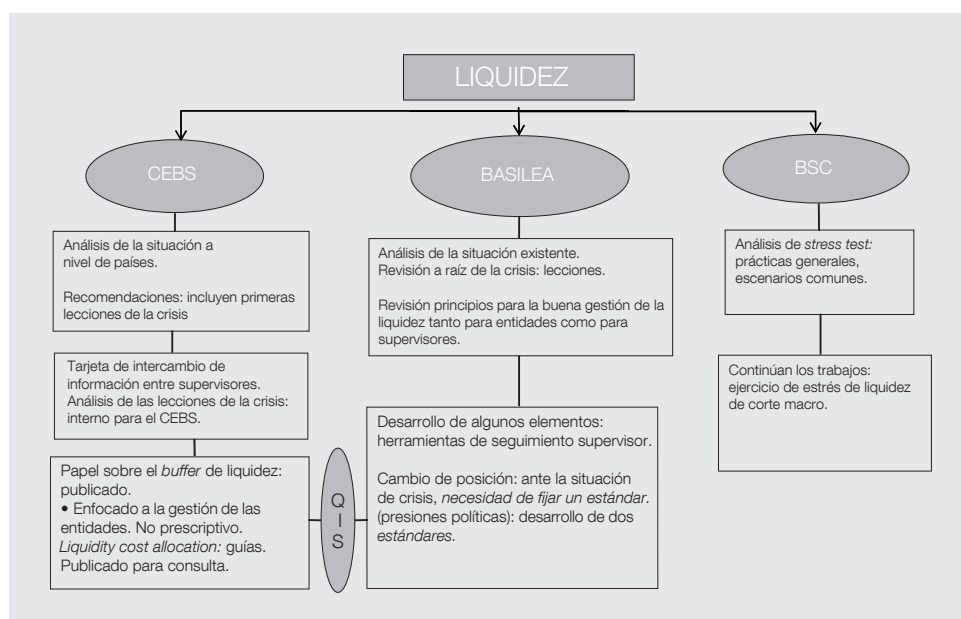 LIQUIDEZ
CEBS
Análisis de la situación a
nivel de países.
Recomendaciones: incluyen primeras
lecciones de la crisis
Tarjeta de intercambio de
información entre supervisores.
Análisis de las lecciones de la crisis:
interno para el CEBS.
Papel sobre el buffer de liquidez:
publicado.
• Enfocado a la gestión de las
entidades. No prescriptivo.
Liquidity cost allocation: guías.
Publicado para consulta.
Q
I
S
BASILEA
Análisis de la situación existente.
Revisión a raíz de la crisis: lecciones.
Revisión principios para la buena gestión de la
liquidez tanto para entidades como para
supervisores.
Desarrollo de algunos elementos:
herramientas de seguimiento supervisor.
Cambio de posición: ante la situación
de crisis, necesidad de fijar un estándar.
(presiones políticas): desarrollo de dos
estándares.
BSC
Análisis de stress test:
prácticas generales,
escenarios comunes.
Continúan los trabajos:
ejercicio de estrés de liquidez
de corte macro.